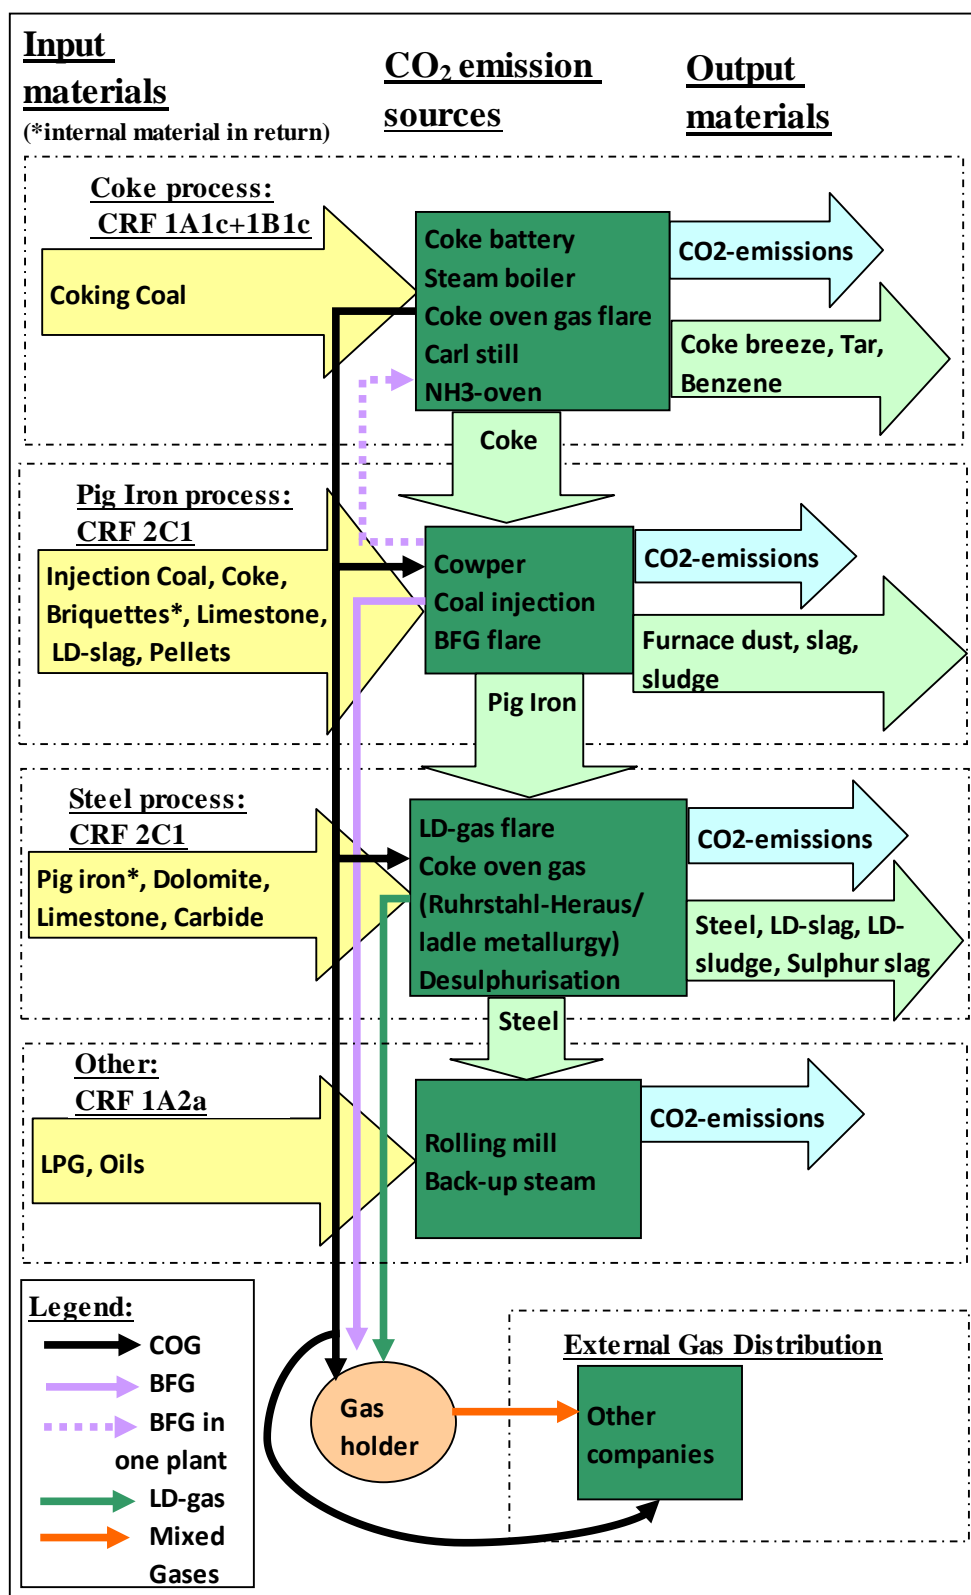 Input
materials
(*internal material in return)
CO2 emission
sources
Output
materials
Coke process:
CRF 1A1c+1B1c
Coking Coal
Coke battery
Steam boiler
Coke oven gas flare
Carl still
NH3-oven
CO2-emissions
Coke breeze, Tar,
Benzene
Coke
Pig Iron process:
CRF 2C1
Injection Coal, Coke,
Briquettes*, Limestone,
LD-slag, Pellets
Cowper
Coal injection
BFG flare
CO2-emissions
Furnace dust, slag,
sludge
Pig Iron
Steel process:
CRF 2C1
Pig iron*, Dolomite,
Limestone, Carbide
LD-gas flare
Coke oven gas
(Ruhrstahl-Heraus/
ladle metallurgy)
Desulphurisation
CO2-emissions
Steel, LD-slag, LD-
sludge, Sulphur slag
Steel
Other:
CRF 1A2a
LPG, Oils
Rolling mill
Back-up steam
CO2-emissions
Legend:
COG
BFG
BFG in
one plant
LD-gas
Mixed
Gases
Gas
holder
External Gas Distribution
Other
companies